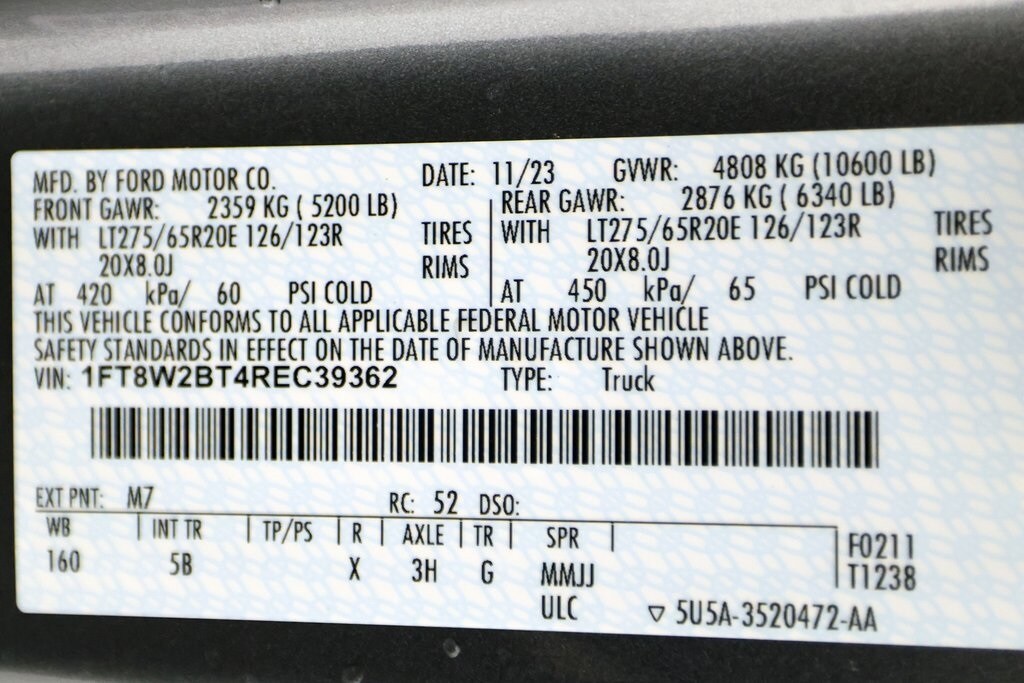 MFD. BY FORD MOTOR CO. DATE: 11/23 GVWR: 4808 KG (10600 LB)
FRONT GAWR: 2359 KG ( 5200 LB) REAR GAWR: 2876 KG ( 6340 LB)
WITH LT275/65R20E 126/123R TIRES WITH LT275/65R20E 126/123R TIRES
20X8.0J RIMS 20X8.0J RIMS
AT 420 kPa/ 60 PSI COLD AT 450 kPa/ 65 PSI COLD
THIS VEHICLE CONFORMS TO ALL APPLICABLE FEDERAL MOTOR VEHICLE
SAFETY STANDARDS IN EFFECT ON THE DATE OF MANUFACTURE SHOWN ABOVE.
VIN: 1FT8W2BT4REC39362 TYPE: Truck
EXT PNT: M7 RC: 52 DSO:
WB INT TR TP/PS R AXLE TR SPR F0211
160 5B X 3H G MMJJ T1238
ULC 5U5A-3520472-AA